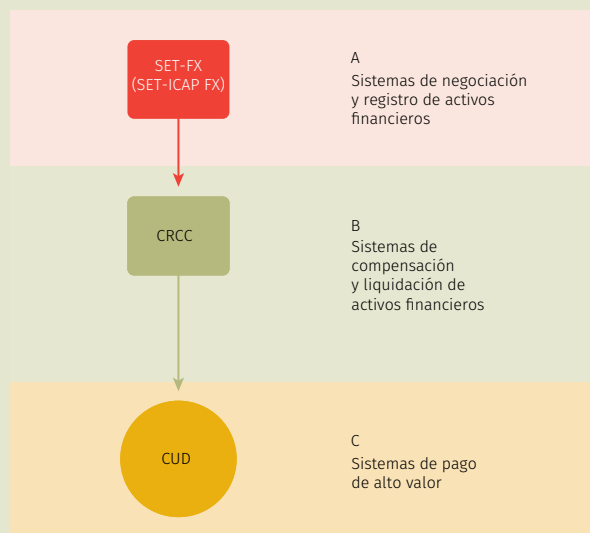 SET-FX
(SET-ICAP FX)
A
Sistemas de negociación
y registro de activos
financieros
CRCC
B
Sistemas de
compensación
y liquidación de
activos financieros
CUD
C
Sistemas de pago
de alto valor